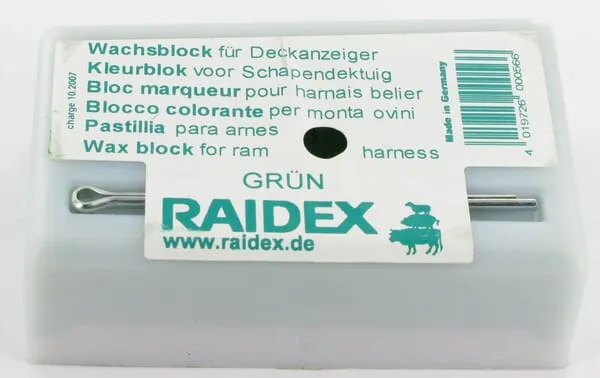 Wachsblock für Deckanzeiger
Kleurblok voor Schapendektuig
Bloc marqueur pour harnais belier
Blocco colorante per monta ovini
Pastillia para arnes
Wax block for ram harness
GRÜN
RAIDEX
www.raidex.de
charge 10.2007
Made in Germany
4 019726 000566